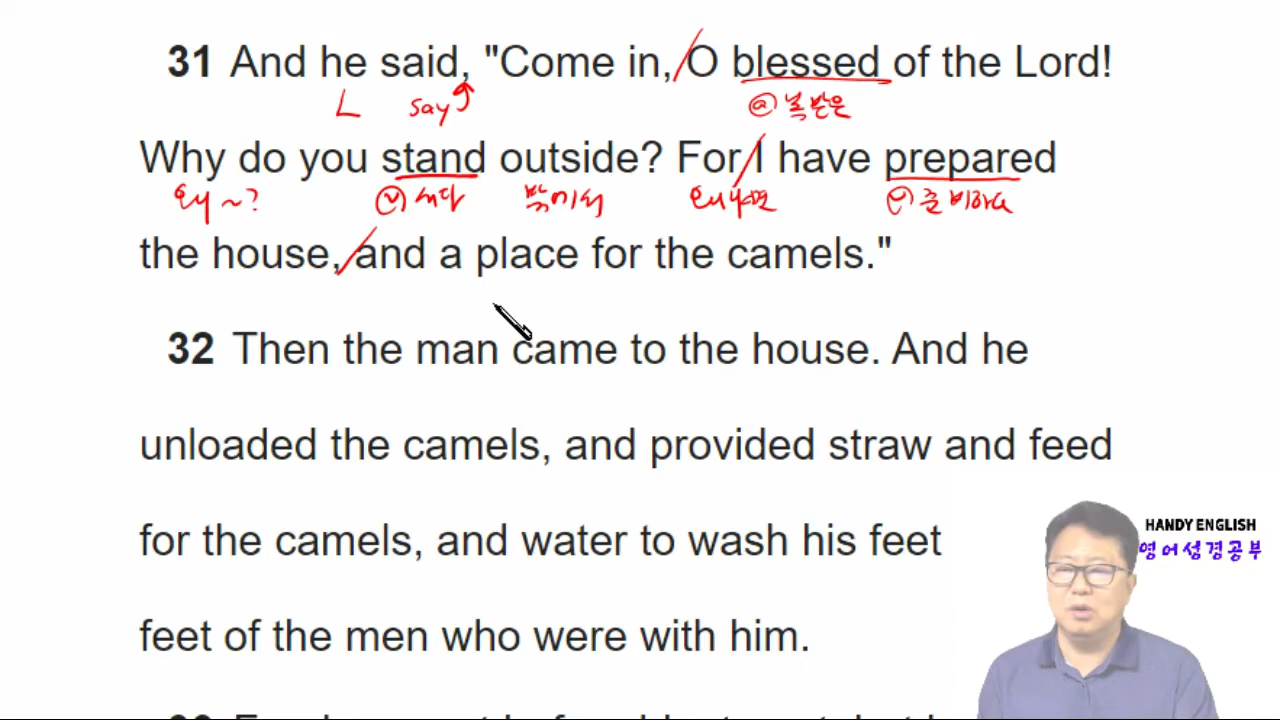 31 And he said, "Come in, O blessed of the Lord!
say ⓐ 복받은
Why do you stand outside? For I have prepared
왜 ~? ⓥ 서다 밖에서 왜냐하면 ⓥ 준비하다
the house, and a place for the camels."
32 Then the man came to the house. And he
unloaded the camels, and provided straw and feed
for the camels, and water to wash his feet
feet of the men who were with him.
HANDY ENGLISH
영어성경공부